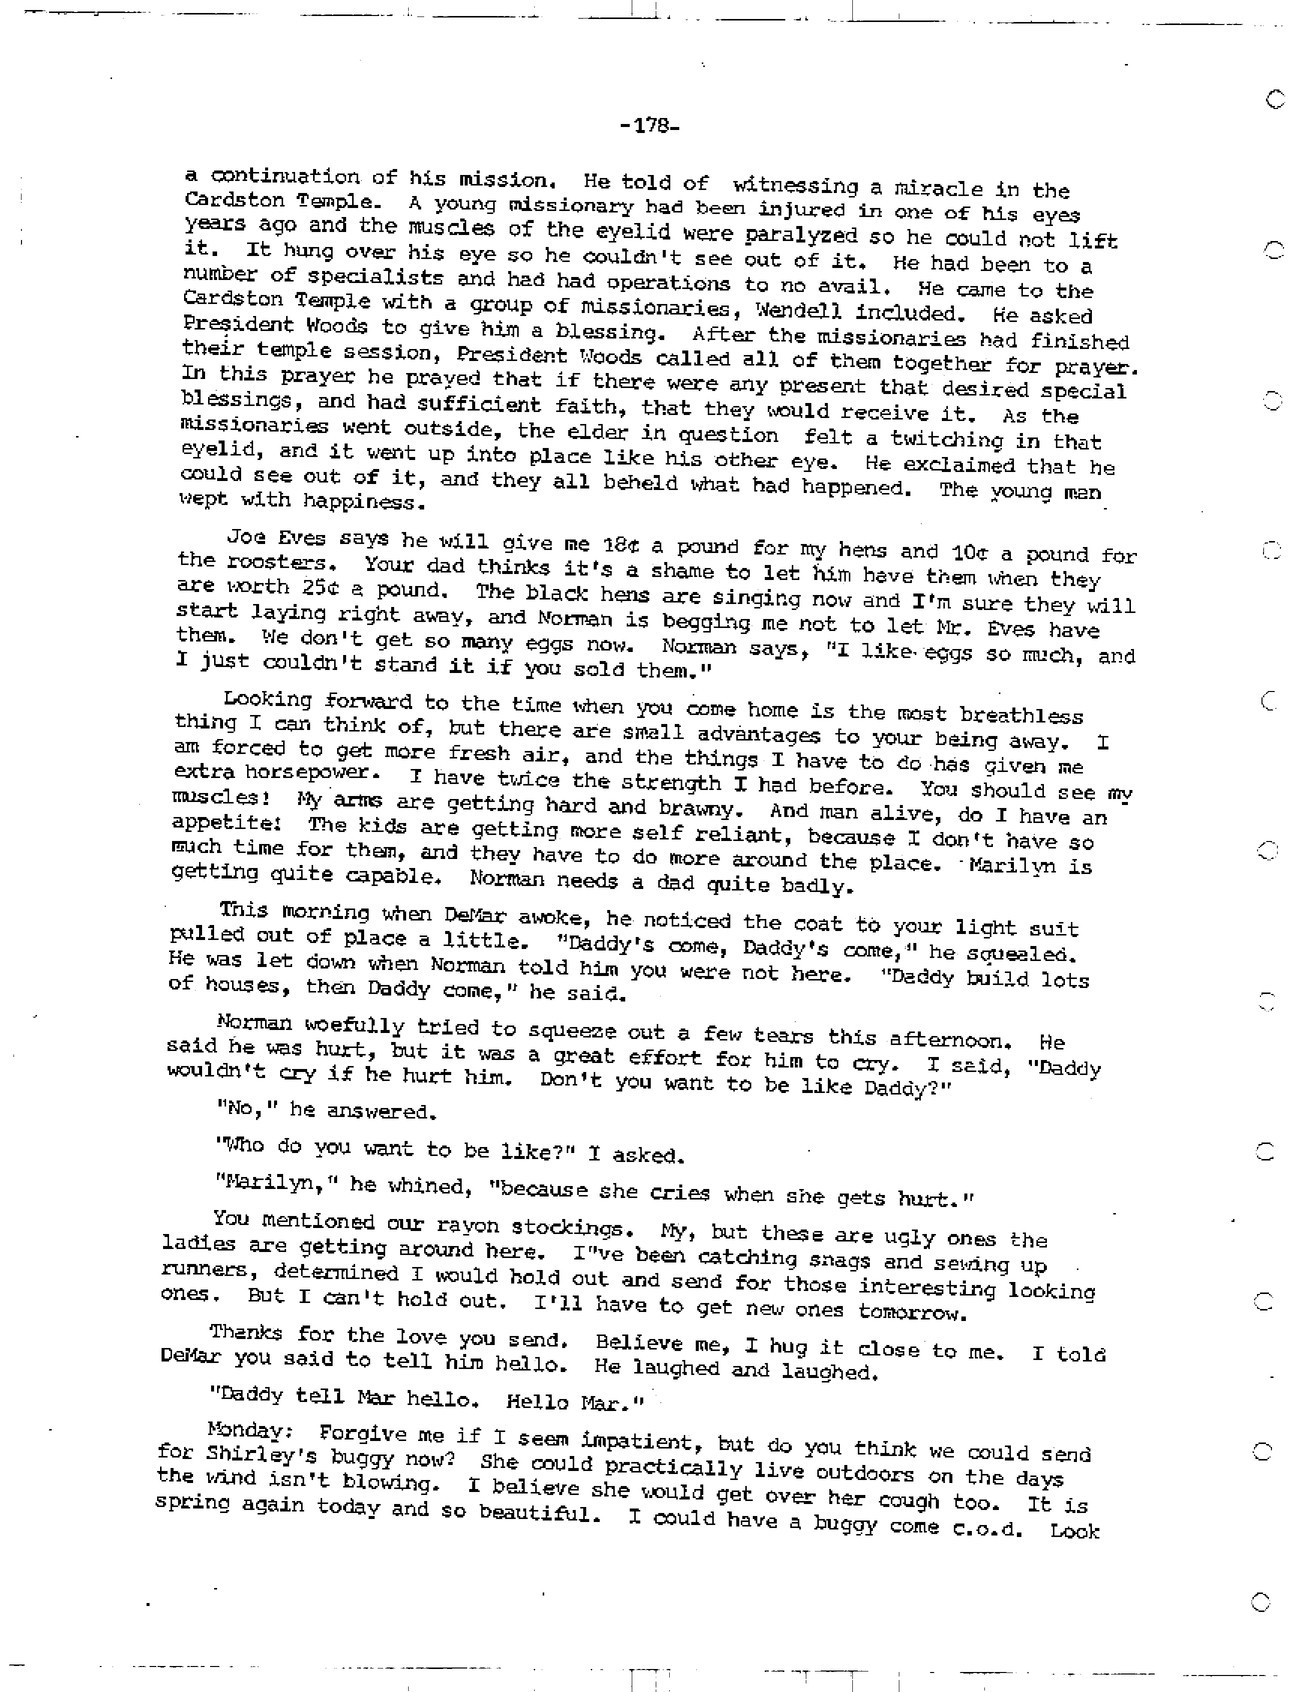 -178-
a continuation of his mission. He told of witnessing a miracle in the
Cardston Temple. A young missionary had been injured in one of his eyes
years ago and the muscles of the eyelid were paralyzed so he could not lift
it. It hung over his eye so he couldn't see out of it. He had been to a
number of specialists and had had operations to no avail. He came to the
Cardston Temple with a group of missionaries, Wendell included. He asked
President Woods to give him a blessing. After the missionaries had finished
their temple session, President Woods called all of them together for prayer.
In this prayer he prayed that if there were any present that desired special
blessings, and had sufficient faith, that they would receive it. As the
missionaries went outside, the elder in question felt a twitching in that
eyelid, and it went up into place like his other eye. He exclaimed that he
could see out of it, and they all beheld what had happened. The young man
wept with happiness.
Joe Eves says he will give me 18¢ a pound for my hens and 10¢ a pound for
the roosters. Your dad thinks it's a shame to let him have them when they
are worth 25¢ a pound. The black hens are singing now and I'm sure they will
start laying right away, and Norman is begging me not to let Mr. Eves have
them. We don't get so many eggs now. Norman says, "I like eggs so much, and
I just couldn't stand it if you sold them."
Looking forward to the time when you come home is the most breathless
thing I can think of, but there are small advantages to your being away. I
am forced to get more fresh air, and the things I have to do has given me
extra horsepower. I have twice the strength I had before. You should see my
muscles! My arms are getting hard and brawny. And man alive, do I have an
appetite! The kids are getting more self reliant, because I don't have so
much time for them, and they have to do more around the place. Marilyn is
getting quite capable. Norman needs a dad quite badly.
This morning when DeMar awoke, he noticed the coat to your light suit
pulled out of place a little. "Daddy's come, Daddy's come," he squealed.
He was let down when Norman told him you were not here. "Daddy build lots
of houses, then Daddy come," he said.
Norman woefully tried to squeeze out a few tears this afternoon. He
said he was hurt, but it was a great effort for him to cry. I said, "Daddy
wouldn't cry if he hurt him. Don't you want to be like Daddy?"
"No," he answered.
"Who do you want to be like?" I asked.
"Marilyn," he whined, "because she cries when she gets hurt."
You mentioned our rayon stockings. My, but these are ugly ones the
ladies are getting around here. I"ve been catching snags and sewing up
runners, determined I would hold out and send for those interesting looking
ones. But I can't hold out. I'll have to get new ones tomorrow.
Thanks for the love you send. Believe me, I hug it close to me. I told
DeMar you said to tell him hello. He laughed and laughed.
"Daddy tell Mar hello. Hello Mar."
Monday: Forgive me if I seem impatient, but do you think we could send
for Shirley's buggy now? She could practically live outdoors on the days
the wind isn't blowing. I believe she would get over her cough too. It is
spring again today and so beautiful. I could have a buggy come c.o.d. Look